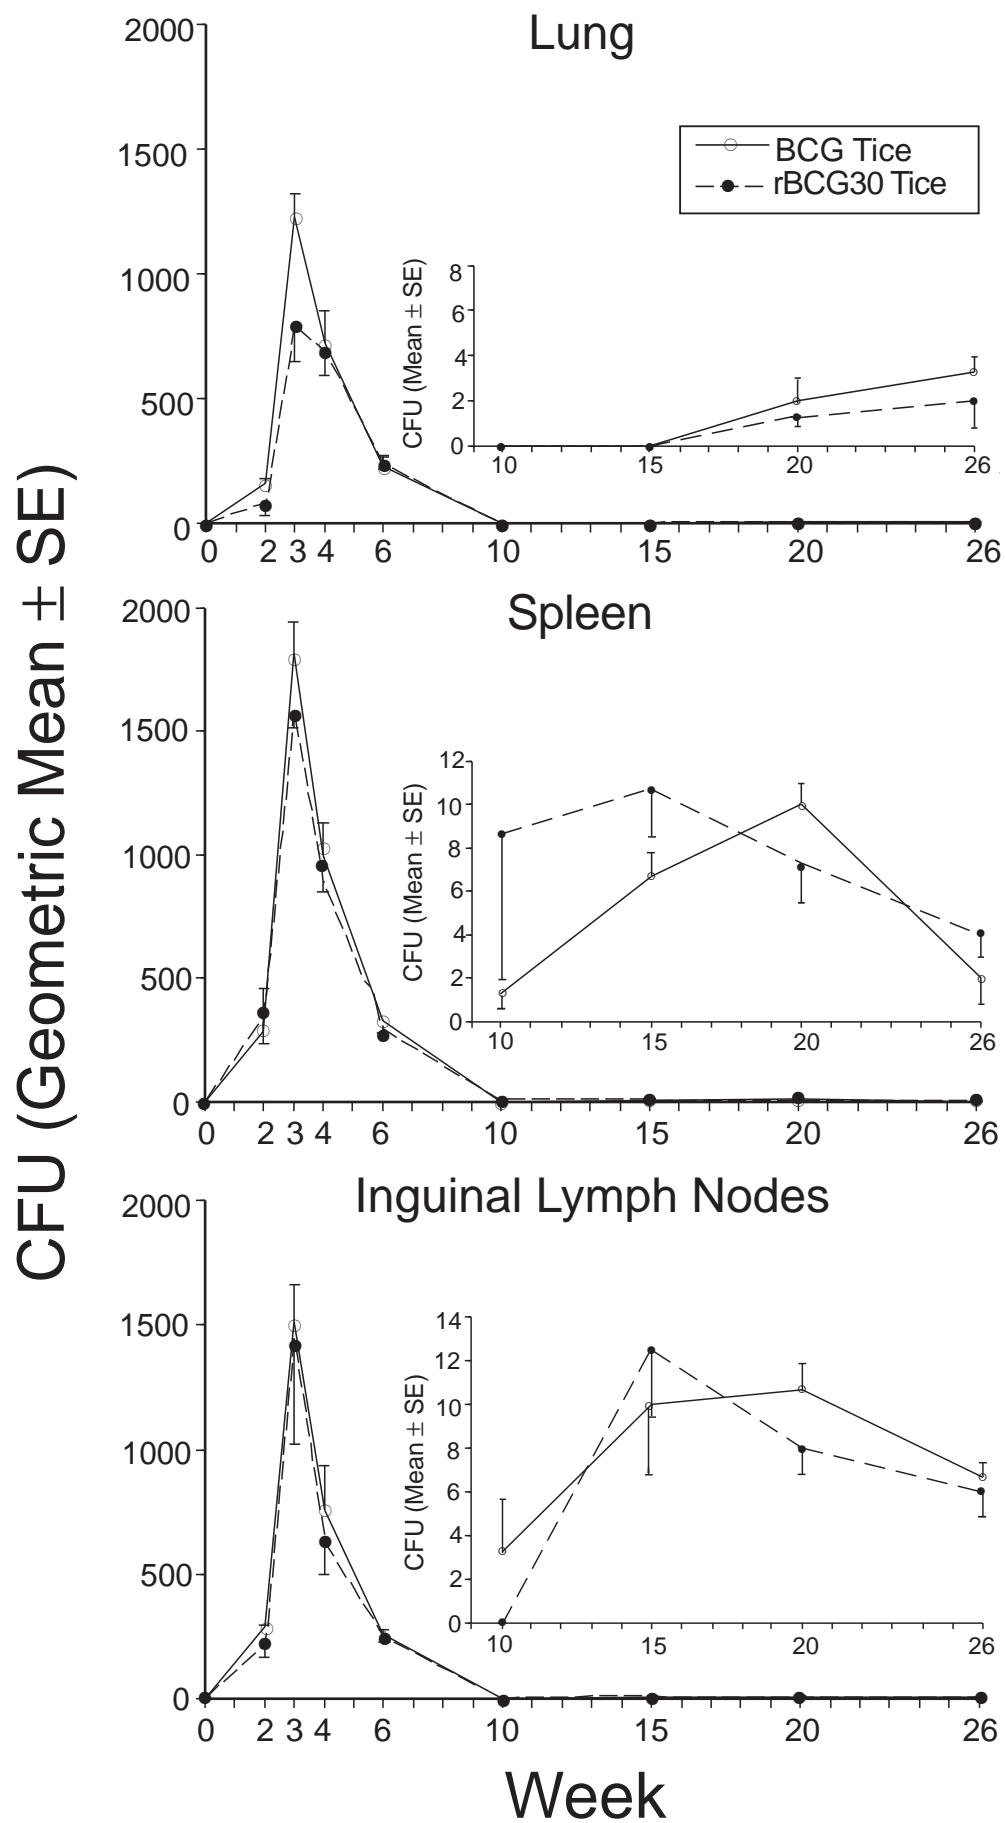 CFU (Geometric Mean ± SE)
Lung
2000
1500
1000
500
0
0 2 3 4 6 10 15 20 26
BCG Tice
rBCG30 Tice
CFU (Mean ± SE)
8
6
4
2
0
10 15 20 26
Spleen
2000
1500
1000
500
0
0 2 3 4 6 10 15 20 26
CFU (Mean ± SE)
12
10
8
6
4
2
0
10 15 20 26
Inguinal Lymph Nodes
2000
1500
1000
500
0
0 2 3 4 6 10 15 20 26
CFU (Mean ± SE)
14
12
10
8
6
4
2
0
10 15 20 26
Week